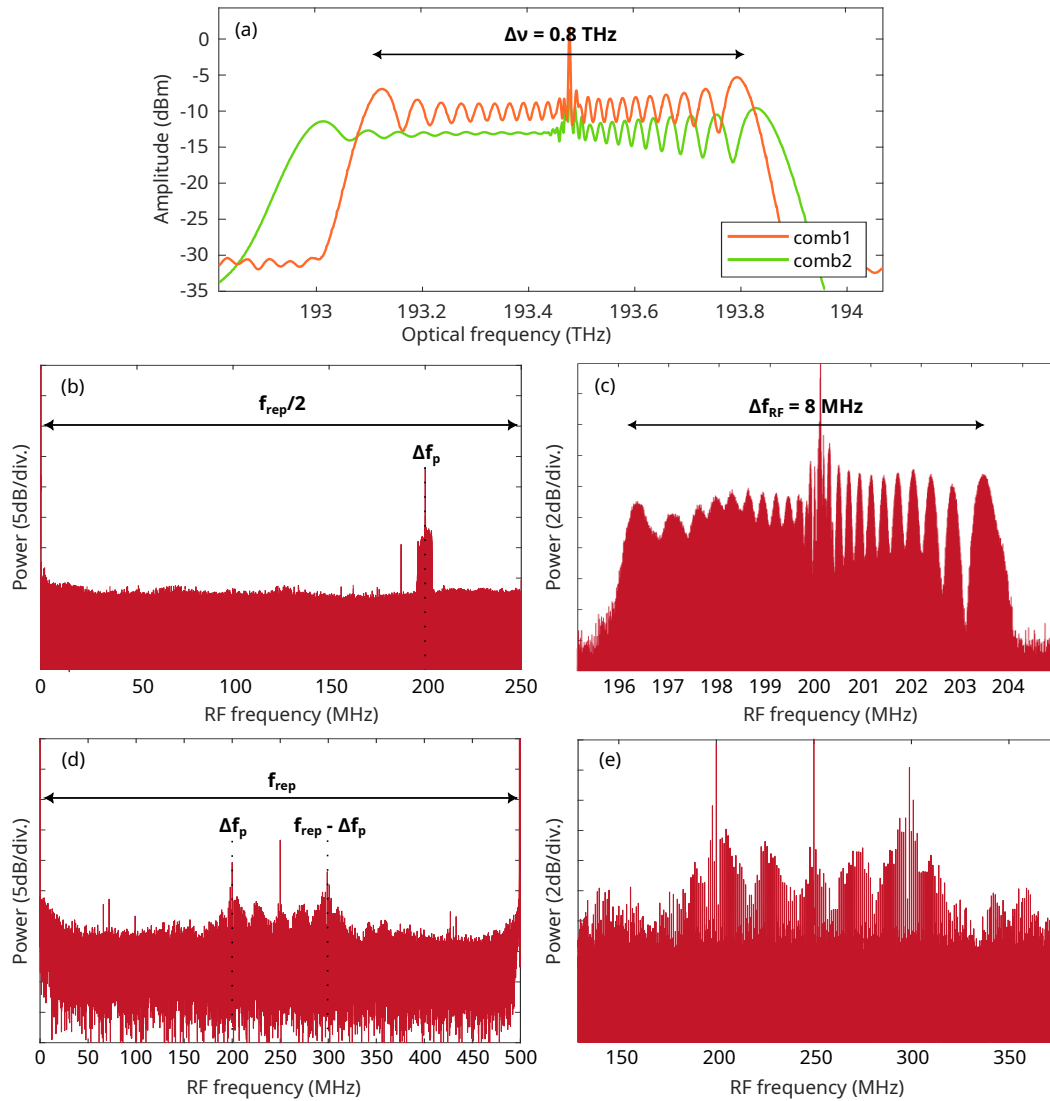 (a)
Δν = 0.8 THz
Amplitude (dBm)
0
-5
-10
-15
-20
-25
-30
-35
comb1
comb2
193
193.2
193.4
193.6
193.8
194
Optical frequency (THz)
(b)
frep/2
Δfp
Power (5dB/div.)
0
50
100
150
200
250
RF frequency (MHz)
(c)
ΔfRF = 8 MHz
Power (2dB/div.)
196
197
198
199
200
201
202
203
204
RF frequency (MHz)
(d)
frep
Δfp
frep - Δfp
Power (5dB/div.)
0
50
100
150
200
250
300
350
400
450
500
RF frequency (MHz)
(e)
Power (2dB/div.)
150
200
250
300
350
RF frequency (MHz)